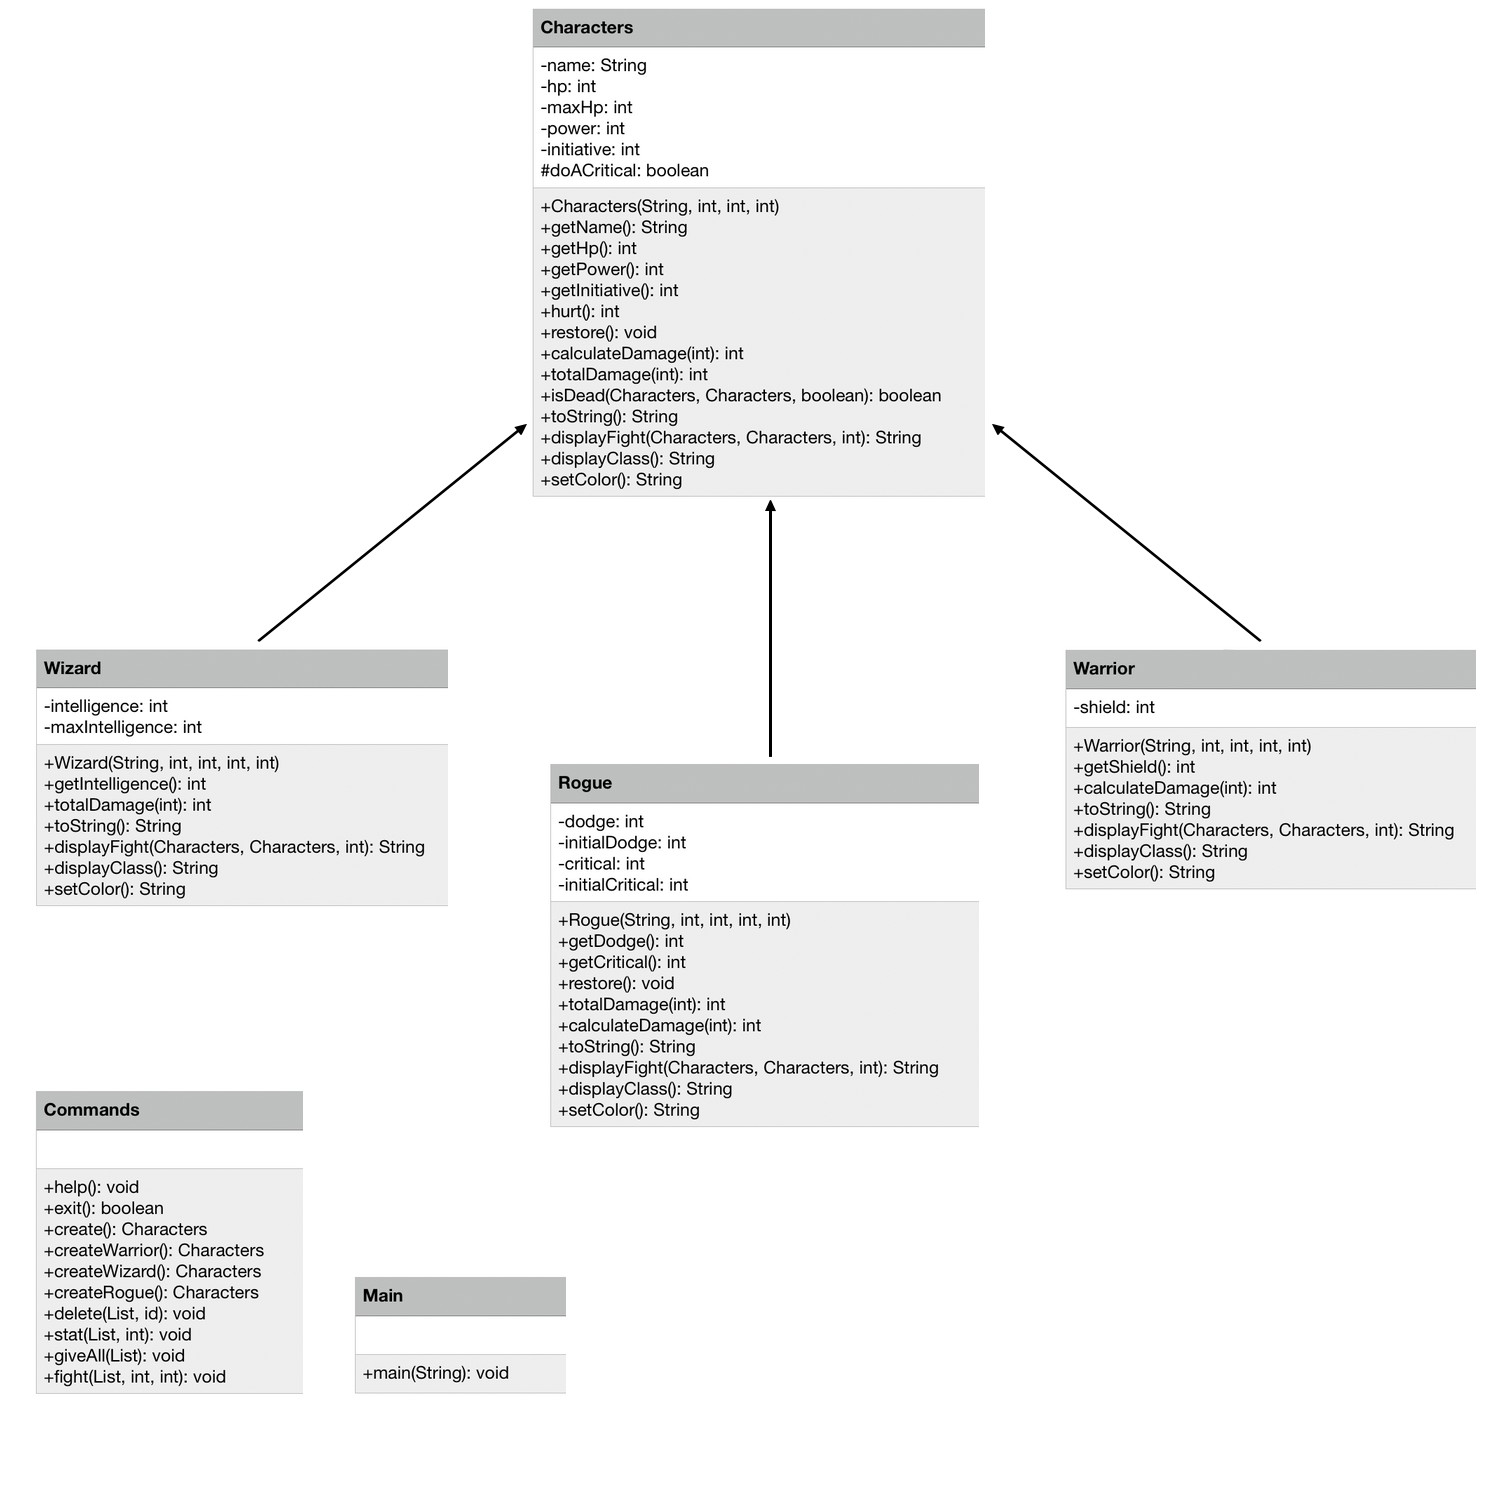 Characters
-name: String
-hp: int
-maxHp: int
-power: int
-initiative: int
#doACritical: boolean
+Characters(String, int, int, int)
+getName(): String
+getHp(): int
+getPower(): int
+getInitiative(): int
+hurt(): int
+restore(): void
+calculateDamage(int): int
+totalDamage(int): int
+isDead(Characters, Characters, boolean): boolean
+toString(): String
+displayFight(Characters, Characters, int): String
+displayClass(): String
+setColor(): String
Wizard
-intelligence: int
-maxIntelligence: int
+Wizard(String, int, int, int, int)
+getIntelligence(): int
+totalDamage(int): int
+toString(): String
+displayFight(Characters, Characters, int): String
+displayClass(): String
+setColor(): String
Rogue
-dodge: int
-initialDodge: int
-critical: int
-initialCritical: int
+Rogue(String, int, int, int, int)
+getDodge(): int
+getCritical(): int
+restore(): void
+totalDamage(int): int
+calculateDamage(int): int
+toString(): String
+displayFight(Characters, Characters, int): String
+displayClass(): String
+setColor(): String
Warrior
-shield: int
+Warrior(String, int, int, int, int)
+getShield(): int
+calculateDamage(int): int
+toString(): String
+displayFight(Characters, Characters, int): String
+displayClass(): String
+setColor(): String
Commands
+help(): void
+exit(): boolean
+create(): Characters
+createWarrior(): Characters
+createWizard(): Characters
+createRogue(): Characters
+delete(List, id): void
+stat(List, int): void
+giveAll(List): void
+fight(List, int, int): void
Main
+main(String): void